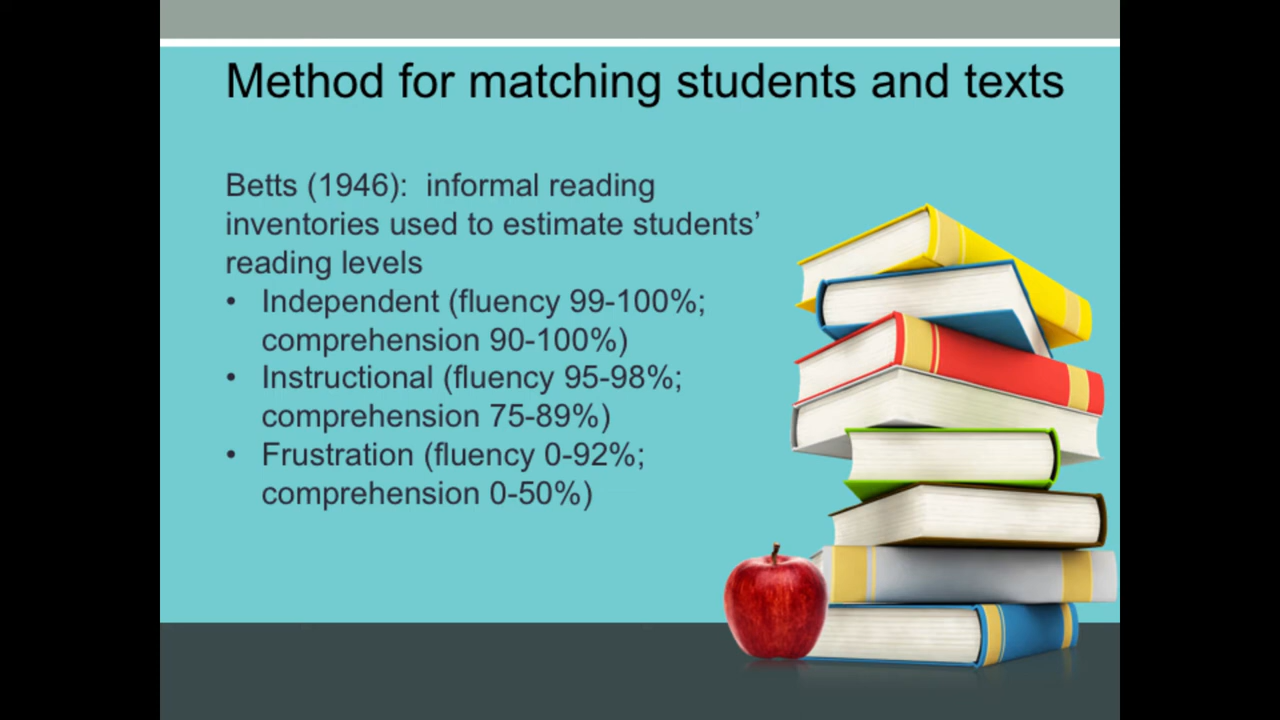 Method for matching students and texts
Betts (1946):  informal reading
inventories used to estimate students’
reading levels
• Independent (fluency 99-100%;
comprehension 90-100%)
• Instructional (fluency 95-98%;
comprehension 75-89%)
• Frustration (fluency 0-92%;
comprehension 0-50%)